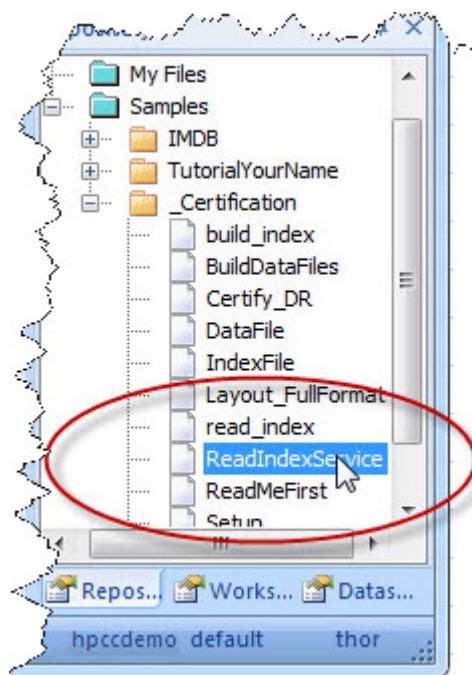 My Files
Samples
IMDB
TutorialYourName
_Certification
build_index
BuildDataFiles
Certify_DR
DataFile
IndexFile
Layout_FullFormat
read_index
ReadIndexService
ReadMeFirst
Setup
Repos... Works... Datas...
hpccdemo default thor